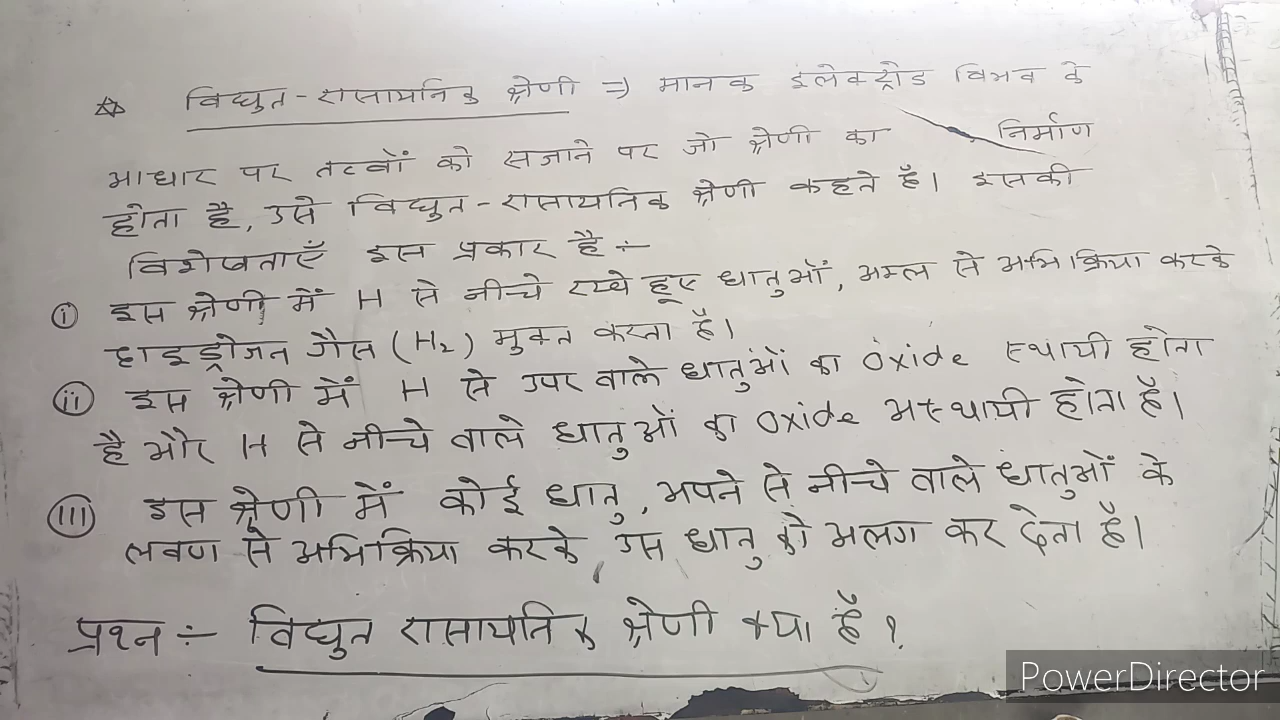 ☆ विद्युत-रासायनिक श्रेणी ⇒ मानक इलेक्ट्रोड विभव के
आधार पर तत्वों को सजाने पर जो श्रेणी का निर्माण
होता है, उसे विद्युत-रासायनिक श्रेणी कहते हैं। इसकी
विशेषताएँ इस प्रकार है :-
(i) इस श्रेणी में H से नीचे रख्ये हूए धातुओं, अम्ल से अभिक्रिया करके
हाइड्रोजन गैस (H₂) मुक्त करता है।
(ii) इस श्रेणी में H से उपर वाले धातुओं का oxide स्थायी होता
है और H से नीचे वाले धातुओं का oxide अस्थायी होता है।
(III) इस श्रेणी में कोई धातु, अपने से नीचे वाले धातुओं के
लवण से अभिक्रिया करके उस धातु को अलग कर देता है।
प्रश्न :- विद्युत रासायनिक श्रेणी क्या है ?
PowerDirector